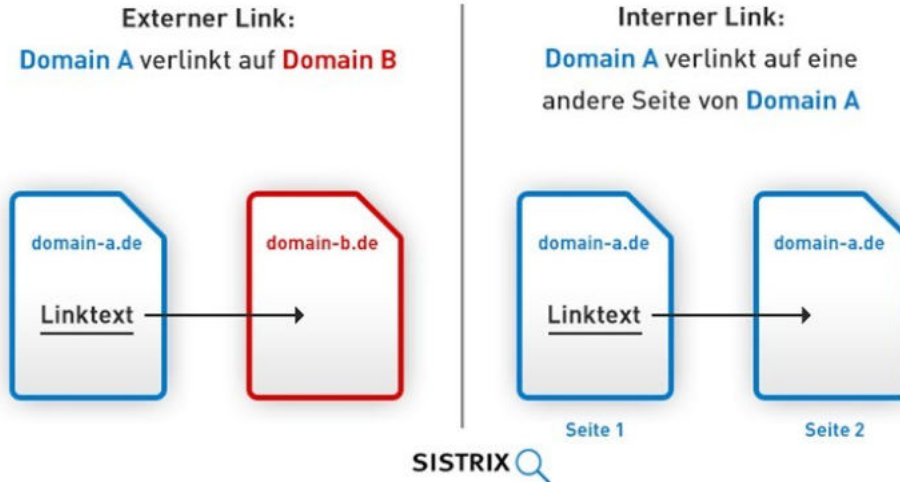 Externer Link:
Domain A verlinkt auf Domain B
domain-a.de
Linktext
domain-b.de
Interner Link:
Domain A verlinkt auf eine
andere Seite von Domain A
domain-a.de
Linktext
domain-a.de
Seite 1
Seite 2
SISTRIX